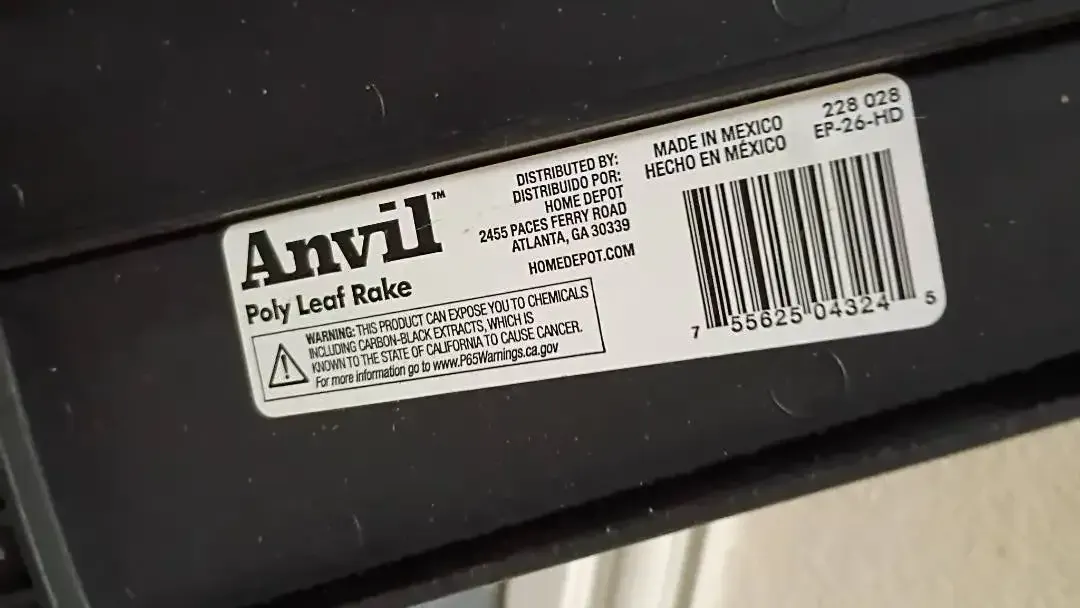 Anvil™
Poly Leaf Rake
WARNING: THIS PRODUCT CAN EXPOSE YOU TO CHEMICALS
INCLUDING CARBON-BLACK EXTRACTS, WHICH IS
KNOWN TO THE STATE OF CALIFORNIA TO CAUSE CANCER.
For more information go to www.P65Warnings.ca.gov
DISTRIBUTED BY:
DISTRIBUIDO POR:
HOME DEPOT
2455 PACES FERRY ROAD
ATLANTA, GA 30339
HOMEDEPOT.COM
MADE IN MEXICO
HECHO EN MÉXICO
228 028
EP-26-HD
7 55625 04324 5